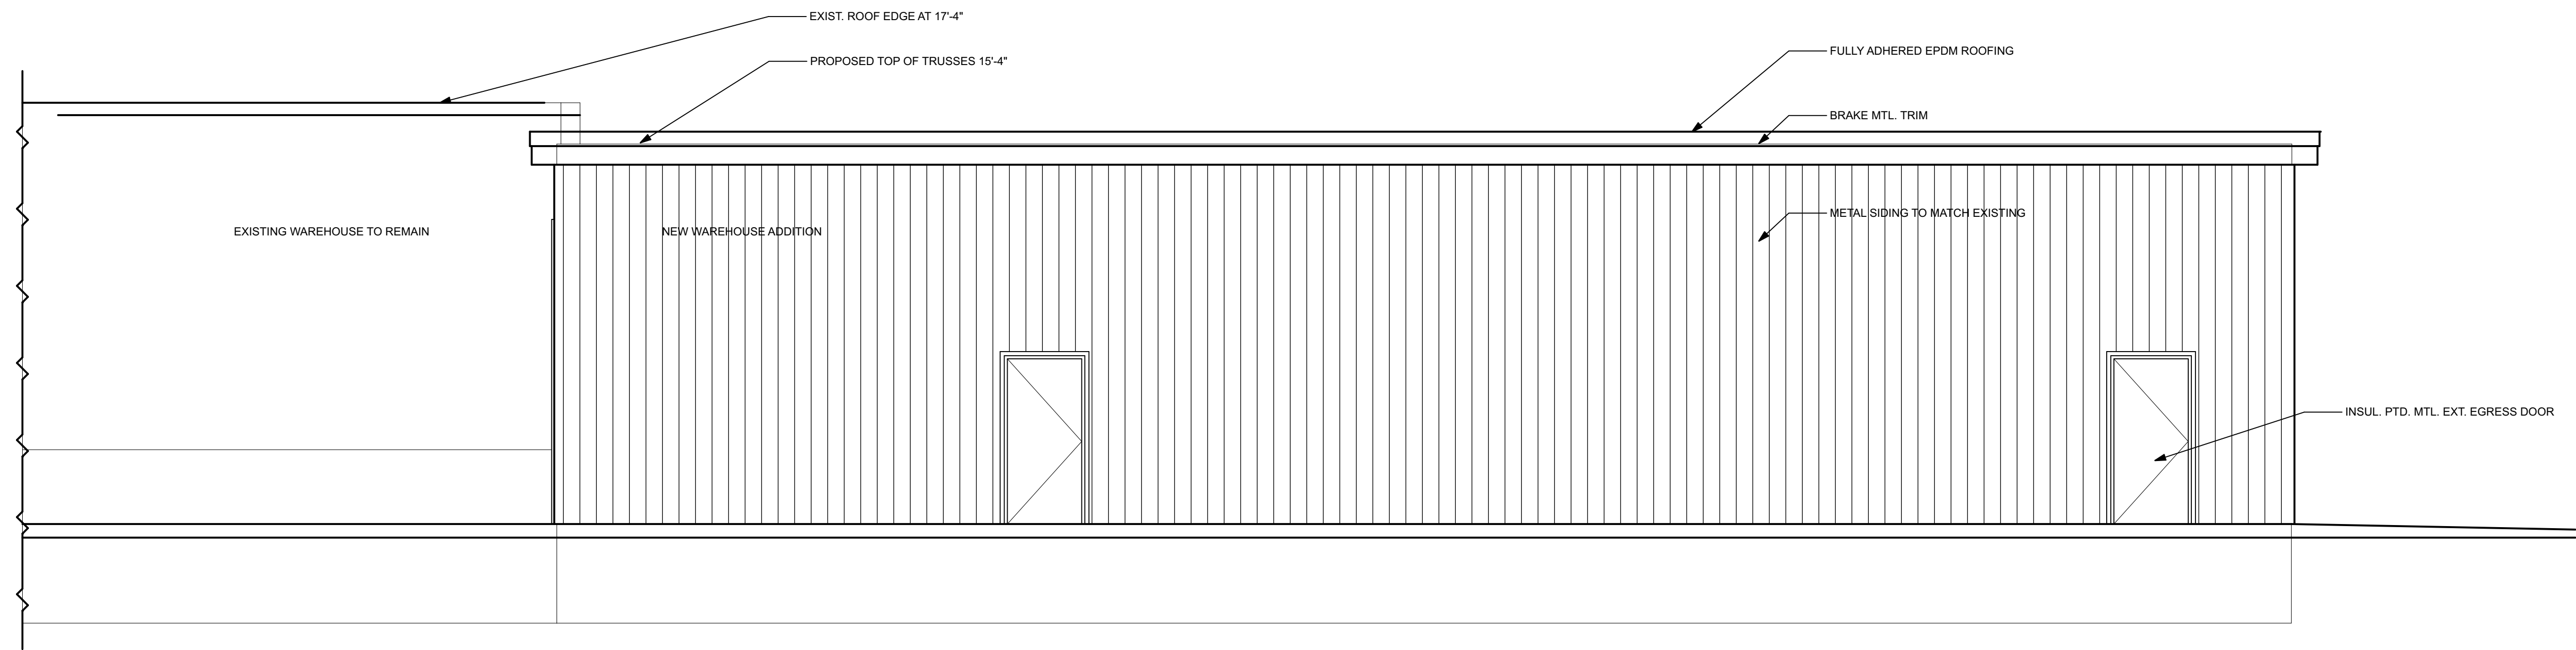 EXIST. ROOF EDGE AT 17'-4"
PROPOSED TOP OF TRUSSES 15'-4"
FULLY ADHERED EPDM ROOFING
BRAKE MTL. TRIM
METAL SIDING TO MATCH EXISTING
EXISTING WAREHOUSE TO REMAIN
NEW WAREHOUSE ADDITION
INSUL. PTD. MTL. EXT. EGRESS DOOR